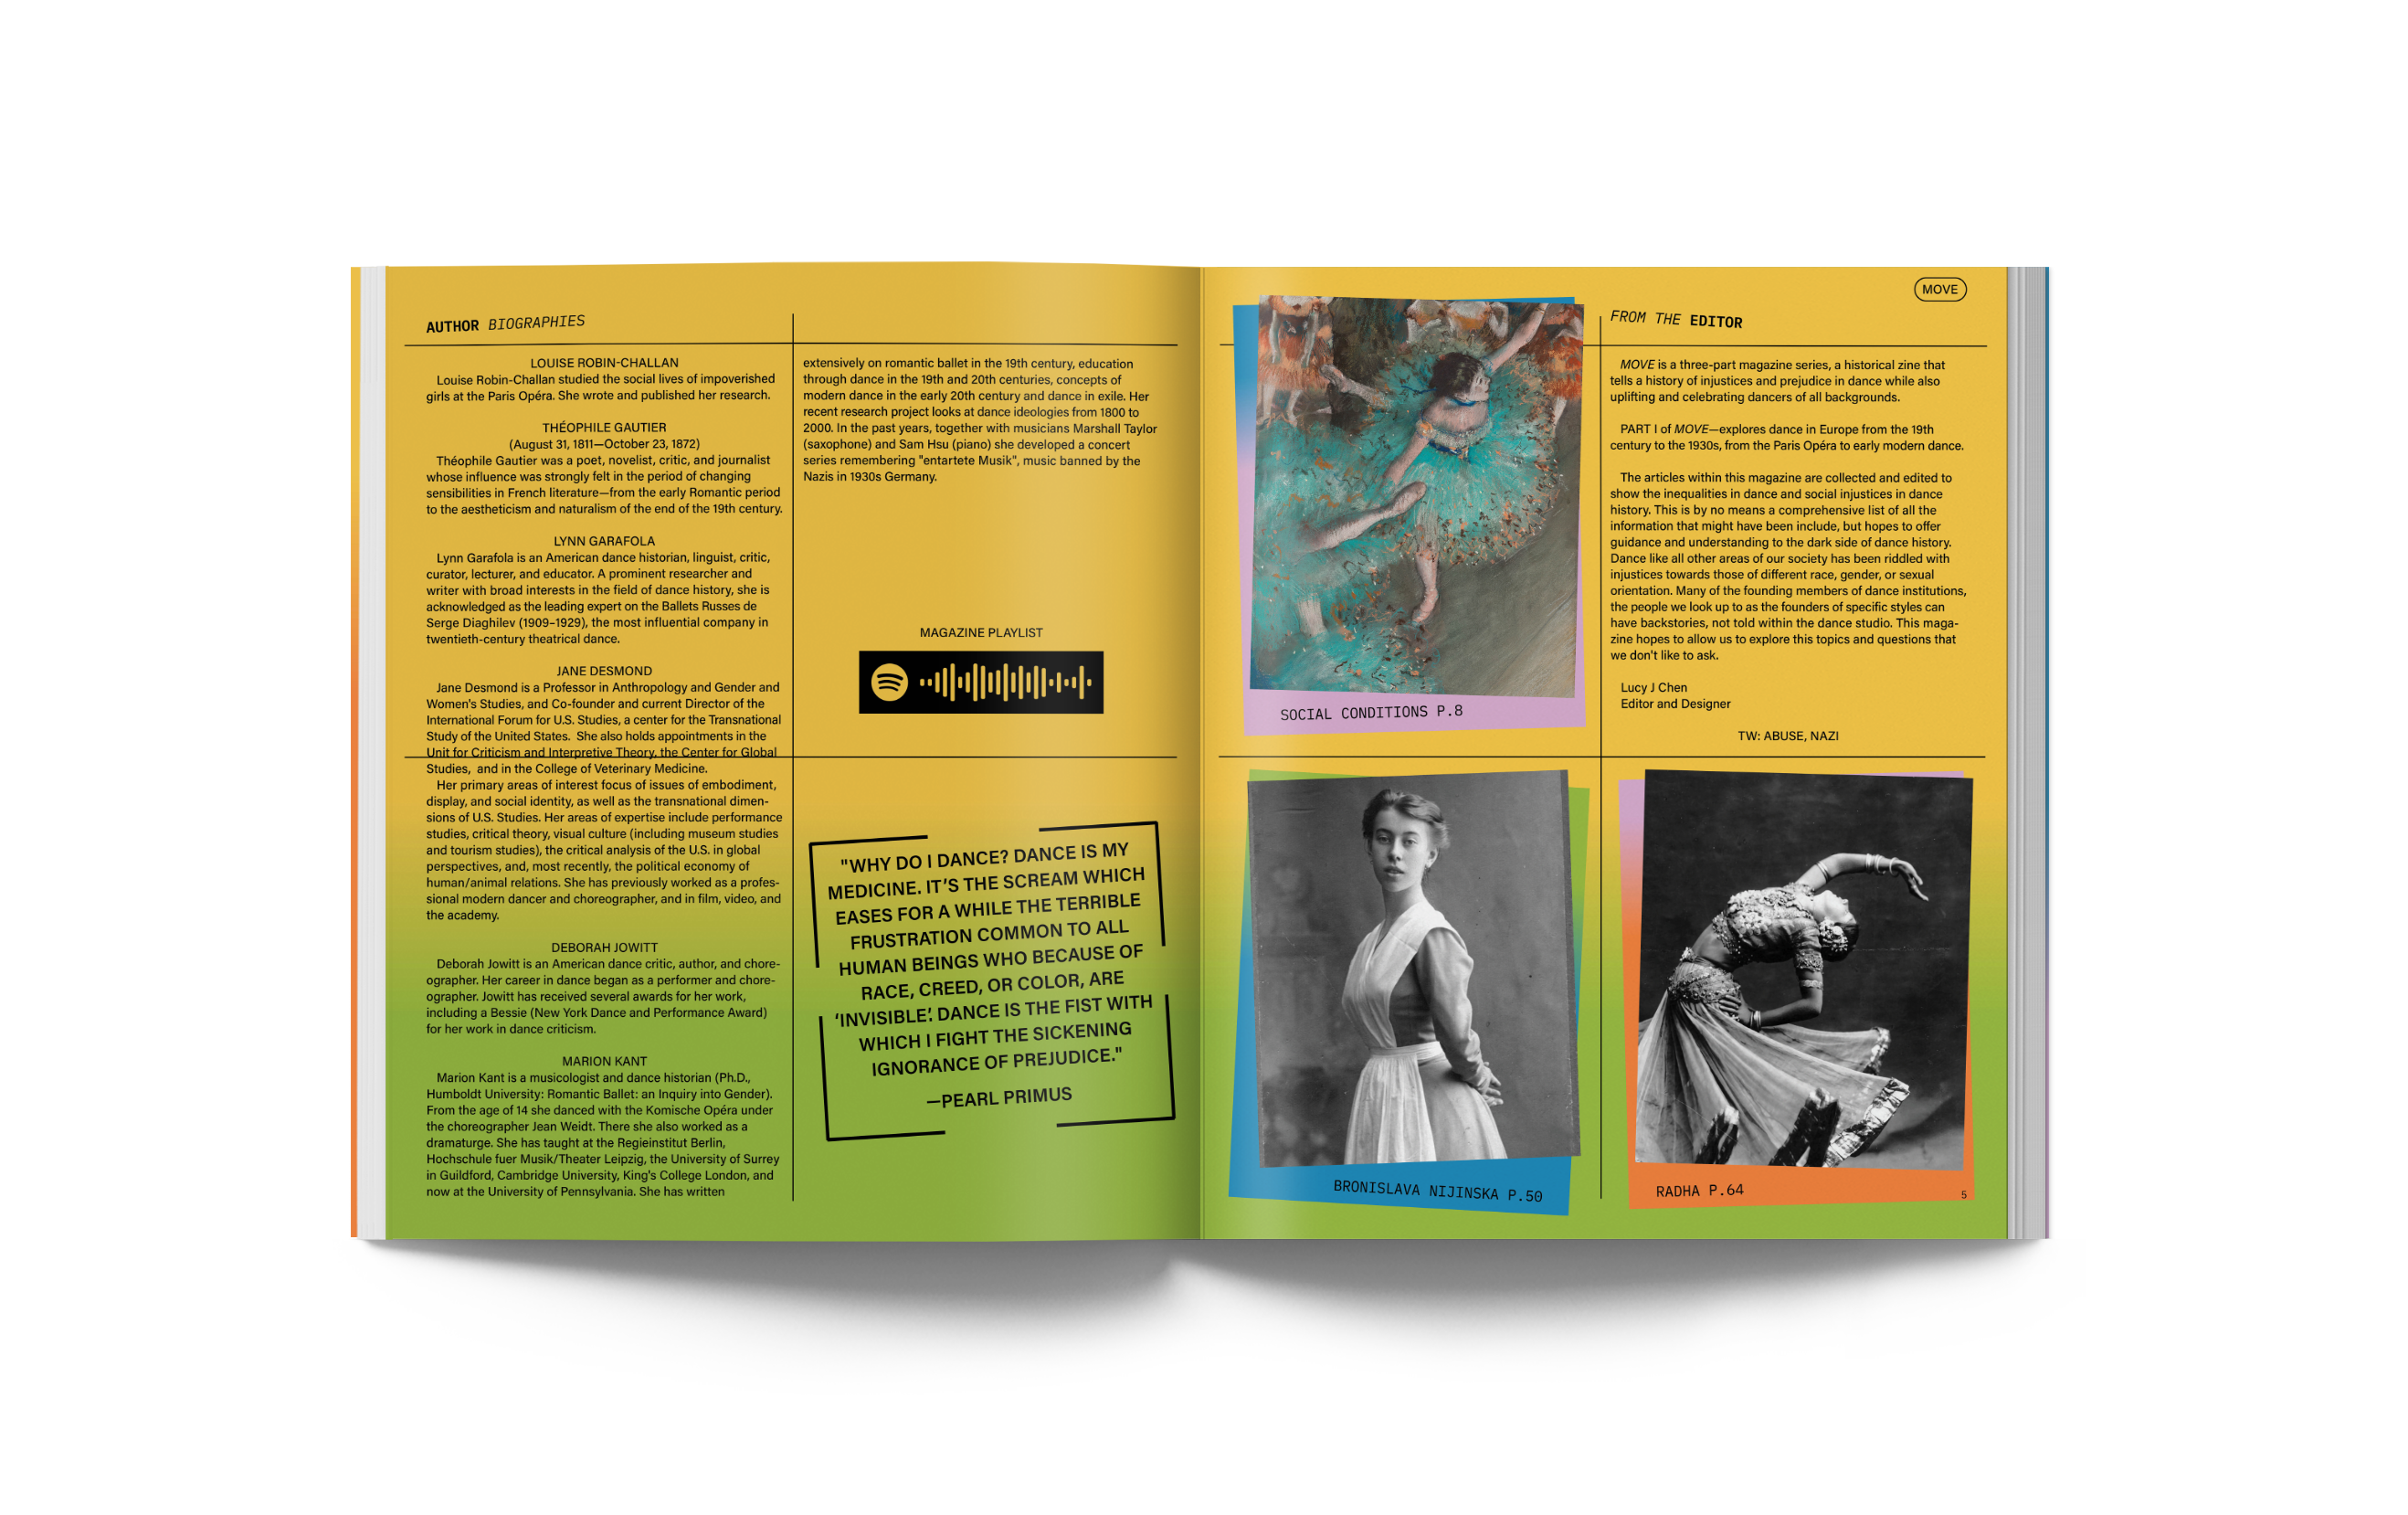 AUTHOR BIOGRAPHIES
LOUISE ROBIN-CHALLAN
Louise Robin-Challan studied the social lives of impoverished
girls at the Paris Opéra. She wrote and published her research.
THÉOPHILE GAUTIER
(August 31, 1811—October 23, 1872)
Théophile Gautier was a poet, novelist, critic, and journalist
whose influence was strongly felt in the period of changing
sensibilities in French literature—from the early Romantic period
to the aestheticism and naturalism of the end of the 19th century.
LYNN GARAFOLA
Lynn Garafola is an American dance historian, linguist, critic,
curator, lecturer, and educator. A prominent researcher and
writer with broad interests in the field of dance history, she is
acknowledged as the leading expert on the Ballets Russes de
Serge Diaghilev (1909–1929), the most influential company in
twentieth-century theatrical dance.
JANE DESMOND
Jane Desmond is a Professor in Anthropology and Gender and
Women's Studies, and Co-founder and current Director of the
International Forum for U.S. Studies, a center for the Transnational
Study of the United States.  She also holds appointments in the
Unit for Criticism and Interpretive Theory, the Center for Global
Studies,  and in the College of Veterinary Medicine.
Her primary areas of interest focus of issues of embodiment,
display, and social identity, as well as the transnational dimen-
sions of U.S. Studies. Her areas of expertise include performance
studies, critical theory, visual culture (including museum studies
and tourism studies), the critical analysis of the U.S. in global
perspectives, and, most recently, the political economy of
human/animal relations. She has previously worked as a profes-
sional modern dancer and choreographer, and in film, video, and
the academy.
DEBORAH JOWITT
Deborah Jowitt is an American dance critic, author, and chore-
ographer. Her career in dance began as a performer and chore-
ographer. Jowitt has received several awards for her work,
including a Bessie (New York Dance and Performance Award)
for her work in dance criticism.
MARION KANT
Marion Kant is a musicologist and dance historian (Ph.D.,
Humboldt University: Romantic Ballet: an Inquiry into Gender).
From the age of 14 she danced with the Komische Opéra under
the choreographer Jean Weidt. There she also worked as a
dramaturge. She has taught at the Regieinstitut Berlin,
Hochschule fuer Musik/Theater Leipzig, the University of Surrey
in Guildford, Cambridge University, King's College London, and
now at the University of Pennsylvania. She has written
extensively on romantic ballet in the 19th century, education
through dance in the 19th and 20th centuries, concepts of
modern dance in the early 20th century and dance in exile. Her
recent research project looks at dance ideologies from 1800 to
2000. In the past years, together with musicians Marshall Taylor
(saxophone) and Sam Hsu (piano) she developed a concert
series remembering "entartete Musik", music banned by the
Nazis in 1930s Germany.
MAGAZINE PLAYLIST
"WHY DO I DANCE? DANCE IS MY
MEDICINE. IT'S THE SCREAM WHICH
EASES FOR A WHILE THE TERRIBLE
FRUSTRATION COMMON TO ALL
HUMAN BEINGS WHO BECAUSE OF
RACE, CREED, OR COLOR, ARE
'INVISIBLE'. DANCE IS THE FIST WITH
WHICH I FIGHT THE SICKENING
IGNORANCE OF PREJUDICE."
—PEARL PRIMUS
SOCIAL CONDITIONS P.8
BRONISLAVA NIJINSKA P.50
MOVE
FROM THE EDITOR
MOVE is a three-part magazine series, a historical zine that
tells a history of injustices and prejudice in dance while also
uplifting and celebrating dancers of all backgrounds.
PART I of MOVE—explores dance in Europe from the 19th
century to the 1930s, from the Paris Opéra to early modern dance.
The articles within this magazine are collected and edited to
show the inequalities in dance and social injustices in dance
history. This is by no means a comprehensive list of all the
information that might have been include, but hopes to offer
guidance and understanding to the dark side of dance history.
Dance like all other areas of our society has been riddled with
injustices towards those of different race, gender, or sexual
orientation. Many of the founding members of dance institutions,
the people we look up to as the founders of specific styles can
have backstories, not told within the dance studio. This maga-
zine hopes to allow us to explore this topics and questions that
we don't like to ask.
Lucy J Chen
Editor and Designer
TW: ABUSE, NAZI
RADHA P.64
5